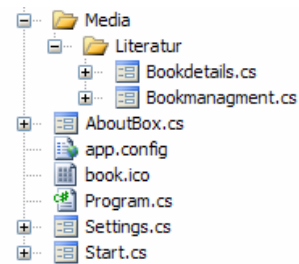 Media
Literatur
Bookdetails.cs
Bookmanagment.cs
AboutBox.cs
app.config
book.ico
Program.cs
Settings.cs
Start.cs